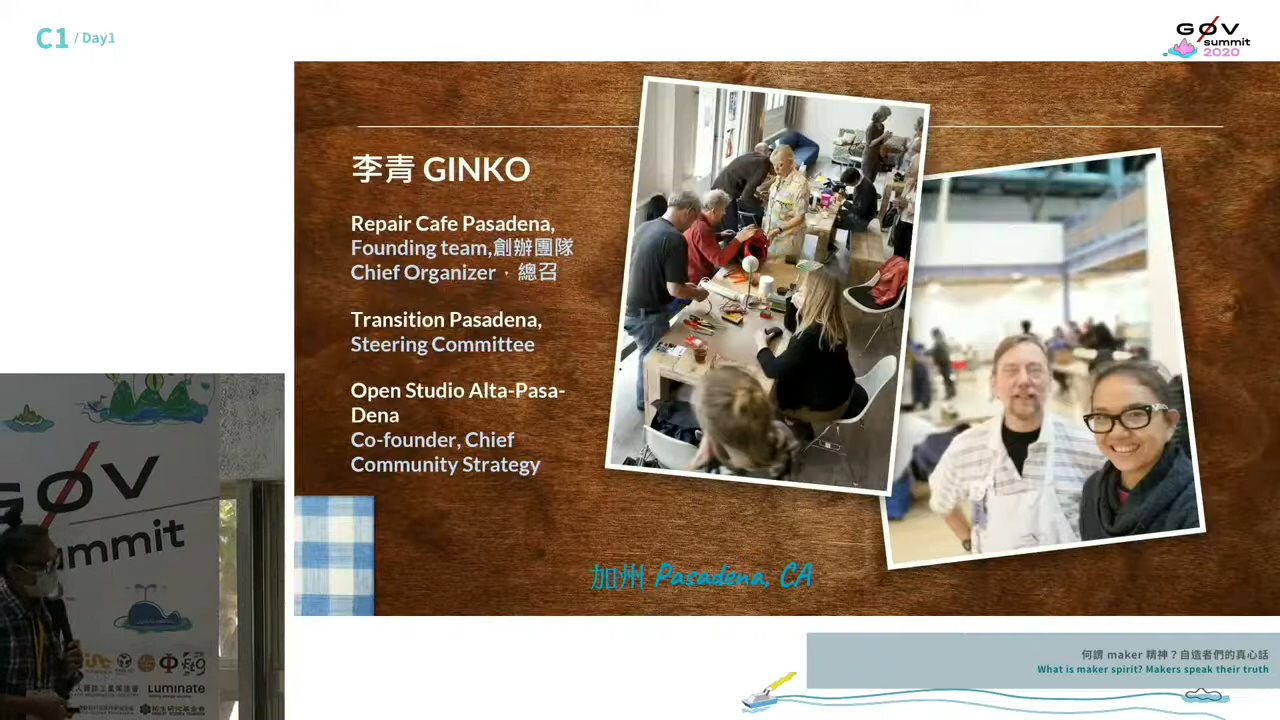 C1 / Day1
GØV
summit
2020
李青 GINKO
Repair Cafe Pasadena,
Founding team,創辦團隊
Chief Organizer，總召
Transition Pasadena,
Steering Committee
Open Studio Alta-Pasa-
Dena
Co-founder, Chief
Community Strategy
加州 Pasadena, CA
GØV
summit
Luminate
何謂 maker 精神？自造者們的真心話
What is maker spirit? Makers speak their truth